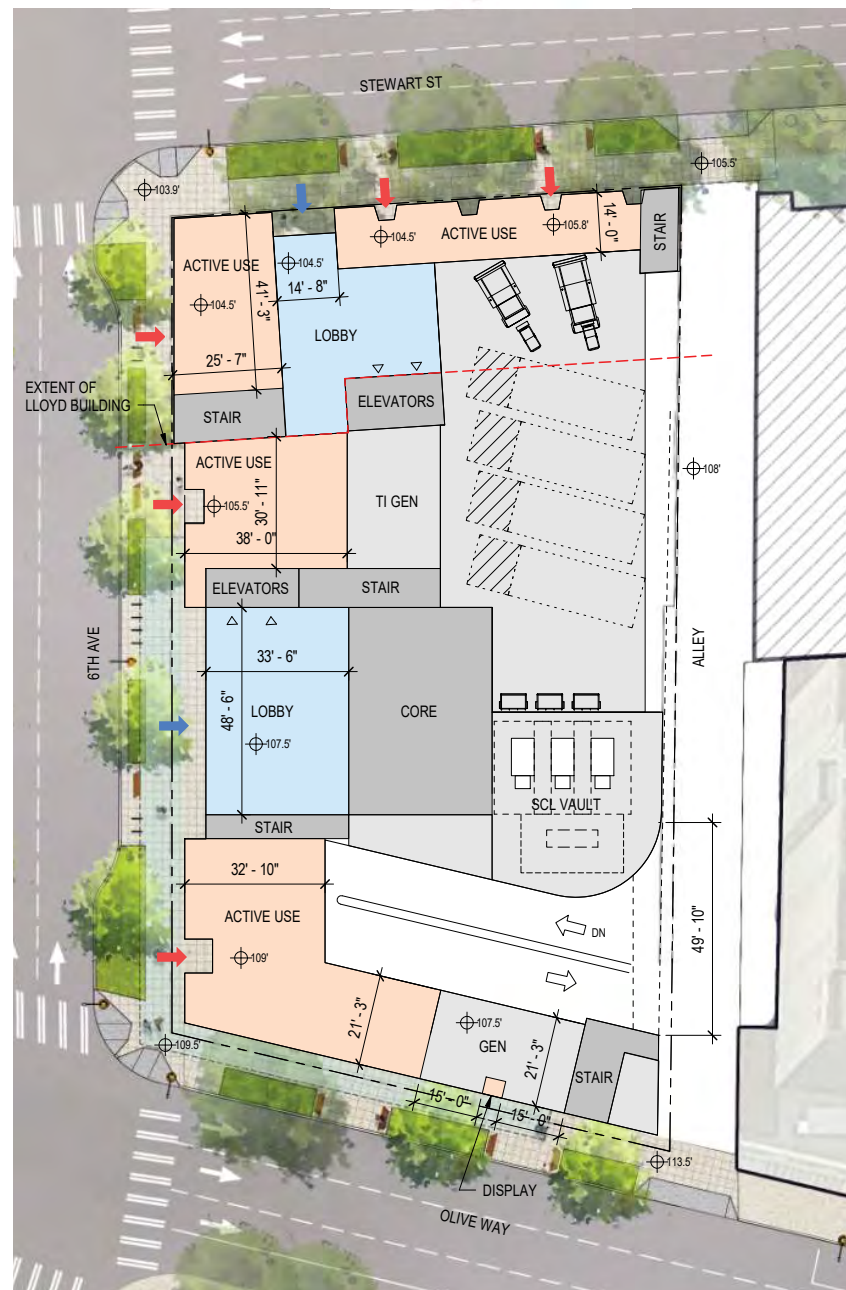 STEWART ST
105.5'
103.9'
ACTIVE USE
104.5'
41'- 3"
25' - 7"
104.5'
14' - 8"
LOBBY
104.5'
ACTIVE USE
105.8'
14' - 0"
STAIR
EXTENT OF
LLOYD BUILDING
STAIR
ELEVATORS
ACTIVE USE
105.5'
30' - 11"
38' - 0"
TI GEN
108'
ELEVATORS
STAIR
6TH AVE
ALLEY
33' - 6"
48' - 6"
LOBBY
107.5'
CORE
SCL VAULT
STAIR
32' - 10"
ACTIVE USE
109'
DN
49' - 10"
21' - 3"
107.5'
GEN
21' - 3"
STAIR
109.5'
15'- 0"
15'- 0"
113.5'
DISPLAY
OLIVE WAY